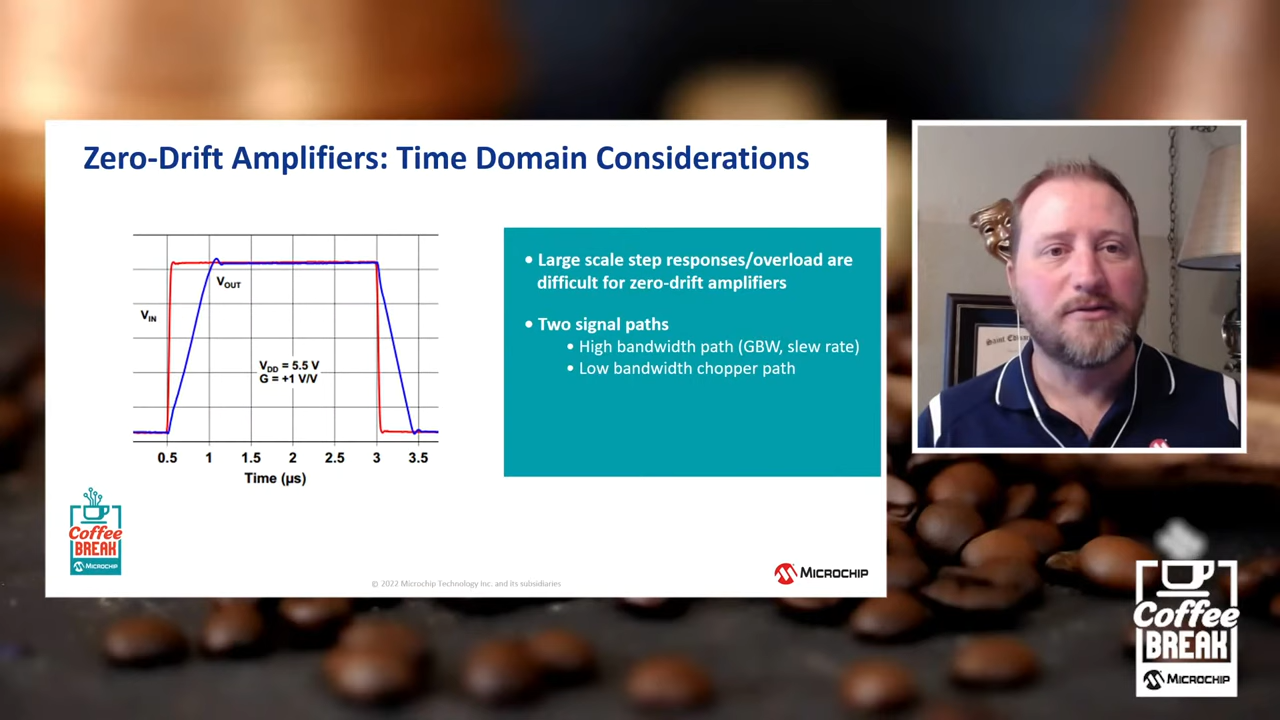 Zero-Drift Amplifiers: Time Domain Considerations
V_OUT
V_IN
V_DD = 5.5 V
G = +1 V/V
0.5 1 1.5 2 2.5 3 3.5
Time (µs)
• Large scale step responses/overload are
difficult for zero-drift amplifiers
• Two signal paths
• High bandwidth path (GBW, slew rate)
• Low bandwidth chopper path
Coffee
BREAK
MICROCHIP
© 2022 Microchip Technology Inc. and its subsidiaries
MICROCHIP
Coffee
BREAK
MICROCHIP